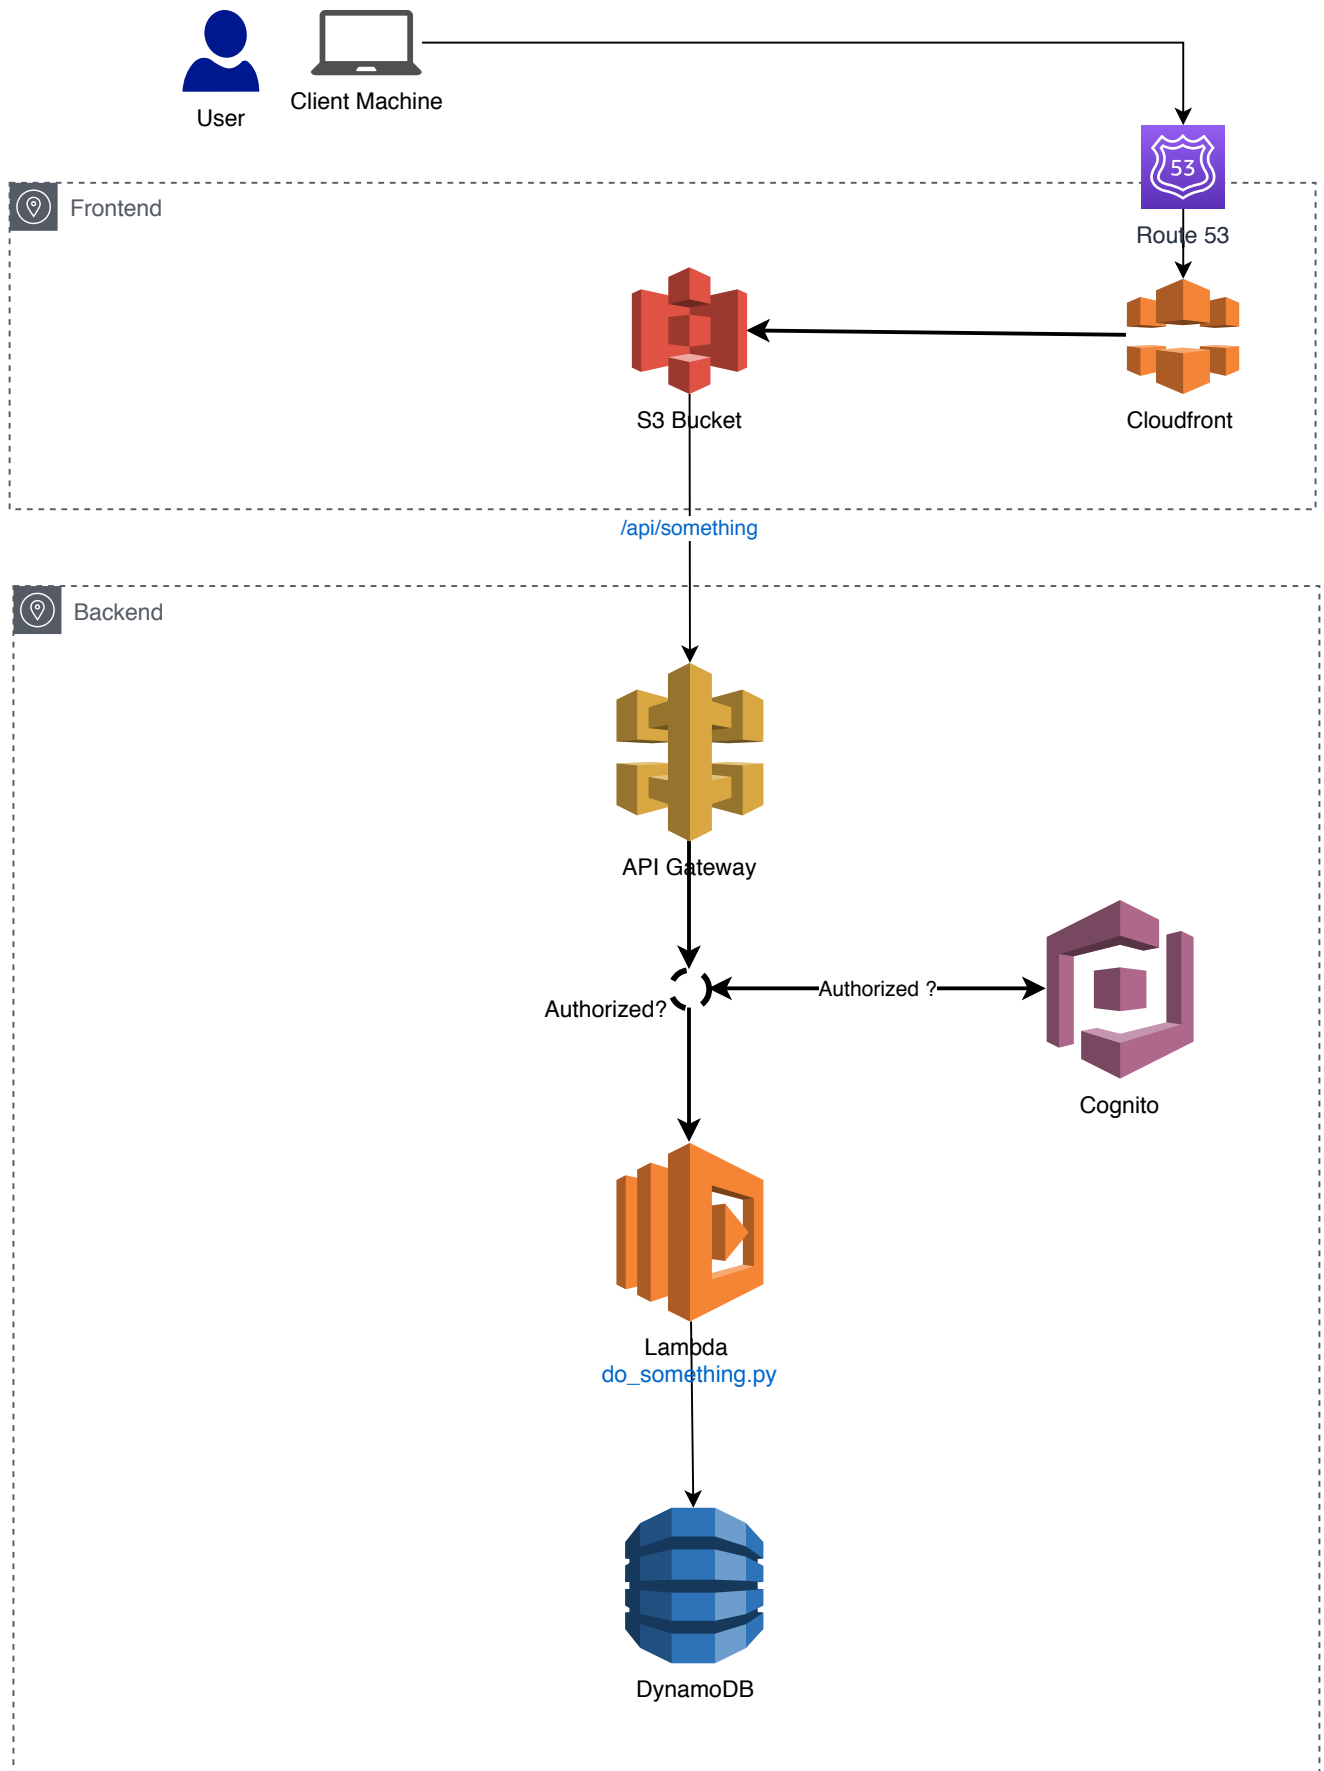 User
Client Machine
53
Route 53
Frontend
S3 Bucket
Cloudfront
/api/something
Backend
API Gateway
Authorized?
Authorized ?
Cognito
Lambda
do_something.py
DynamoDB